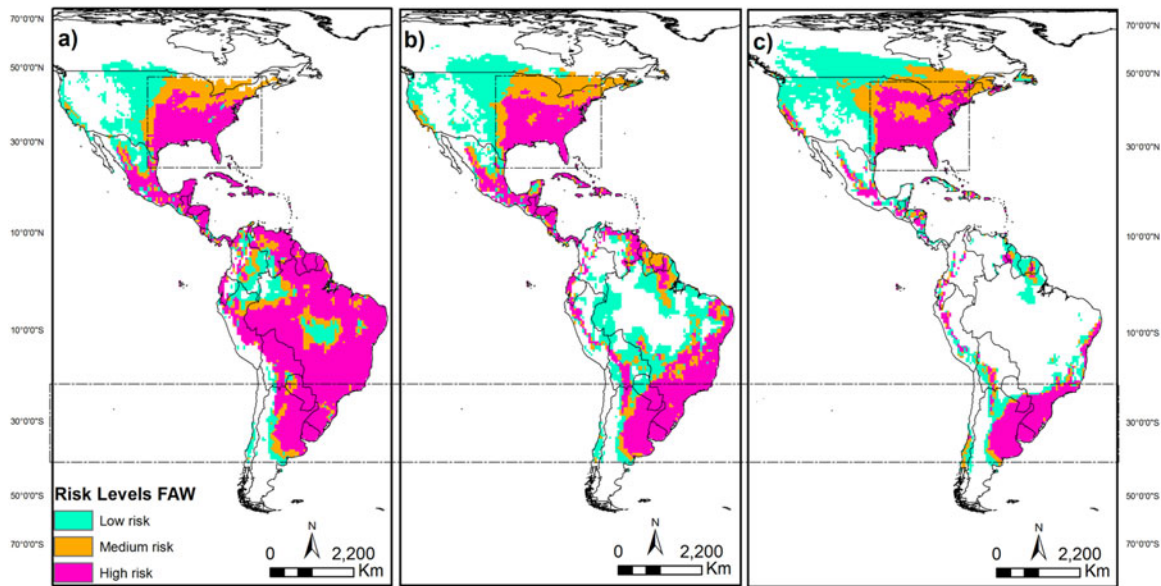 a)
b)
c)
70°0'0"N
50°0'0"N
30°0'0"N
10°0'0"N
10°0'0"S
30°0'0"S
50°0'0"S
70°0'0"S
70°0'0"N
50°0'0"N
30°0'0"N
10°0'0"N
10°0'0"S
30°0'0"S
50°0'0"S
70°0'0"S
Risk Levels FAW
Low risk
Medium risk
High risk
N
0 2,200
Km
N
0 2,200
Km
N
0 2,200
Km